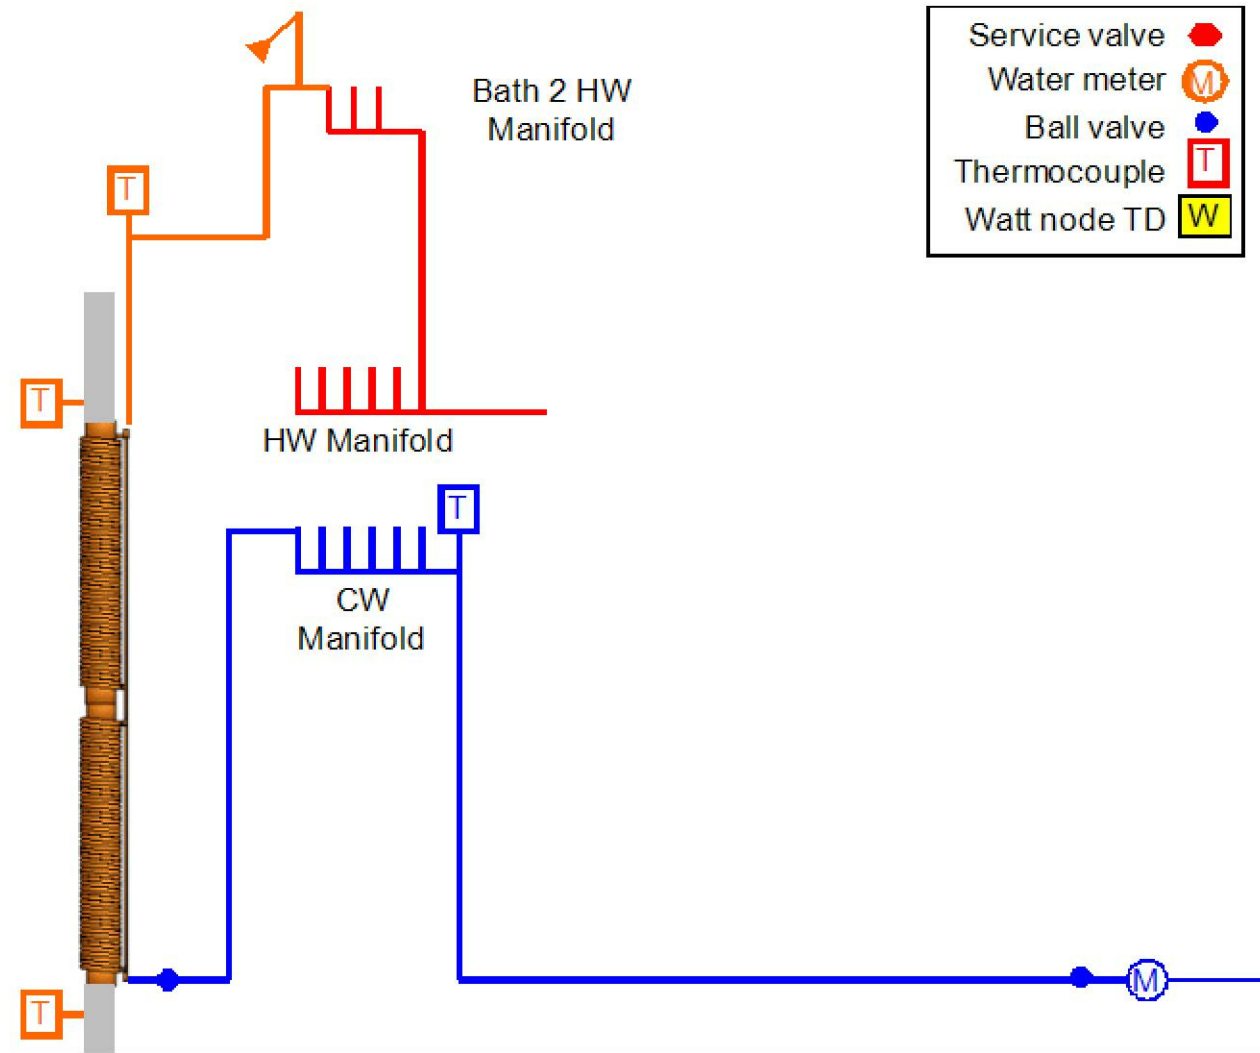 Service valve
Water meter M
Ball valve
Thermocouple T
Watt node TD W
Bath 2 HW
Manifold
T
T
HW Manifold
T
CW
Manifold
M
T